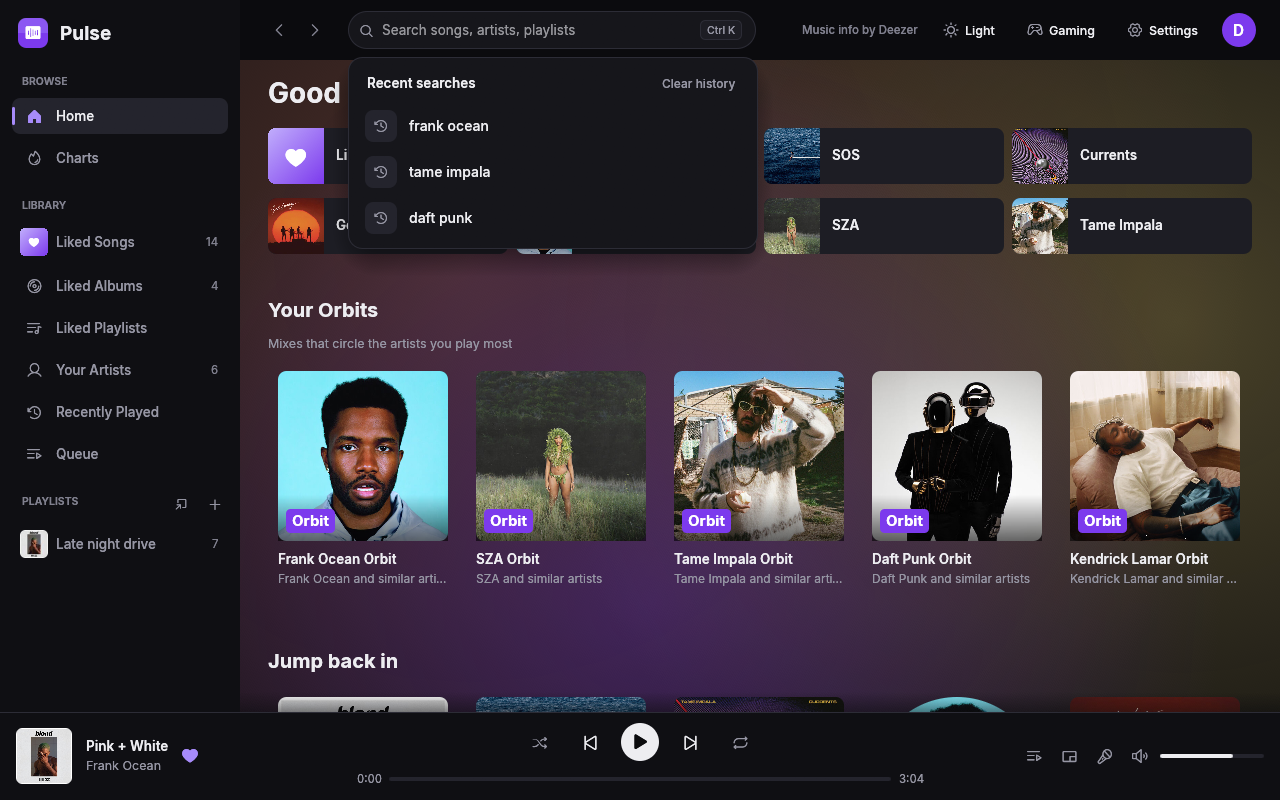 Pulse
Search songs, artists, playlists
Ctrl K
Music info by Deezer
Light
Gaming
Settings
D
BROWSE
Home
Charts
LIBRARY
Liked Songs 14
Liked Albums 4
Liked Playlists
Your Artists 6
Recently Played
Queue
PLAYLISTS
Late night drive 7
Recent searches
Clear history
frank ocean
tame impala
daft punk
Good
Li
SOS
Currents
SZA
Tame Impala
Your Orbits
Mixes that circle the artists you play most
Orbit
Orbit
Orbit
Orbit
Orbit
Frank Ocean Orbit
Frank Ocean and similar arti...
SZA Orbit
SZA and similar artists
Tame Impala Orbit
Tame Impala and similar arti...
Daft Punk Orbit
Daft Punk and similar artists
Kendrick Lamar Orbit
Kendrick Lamar and similar ...
Jump back in
blond
TAME IMPALA
CURRENTS
blond
Pink + White
Frank Ocean
0:00
3:04